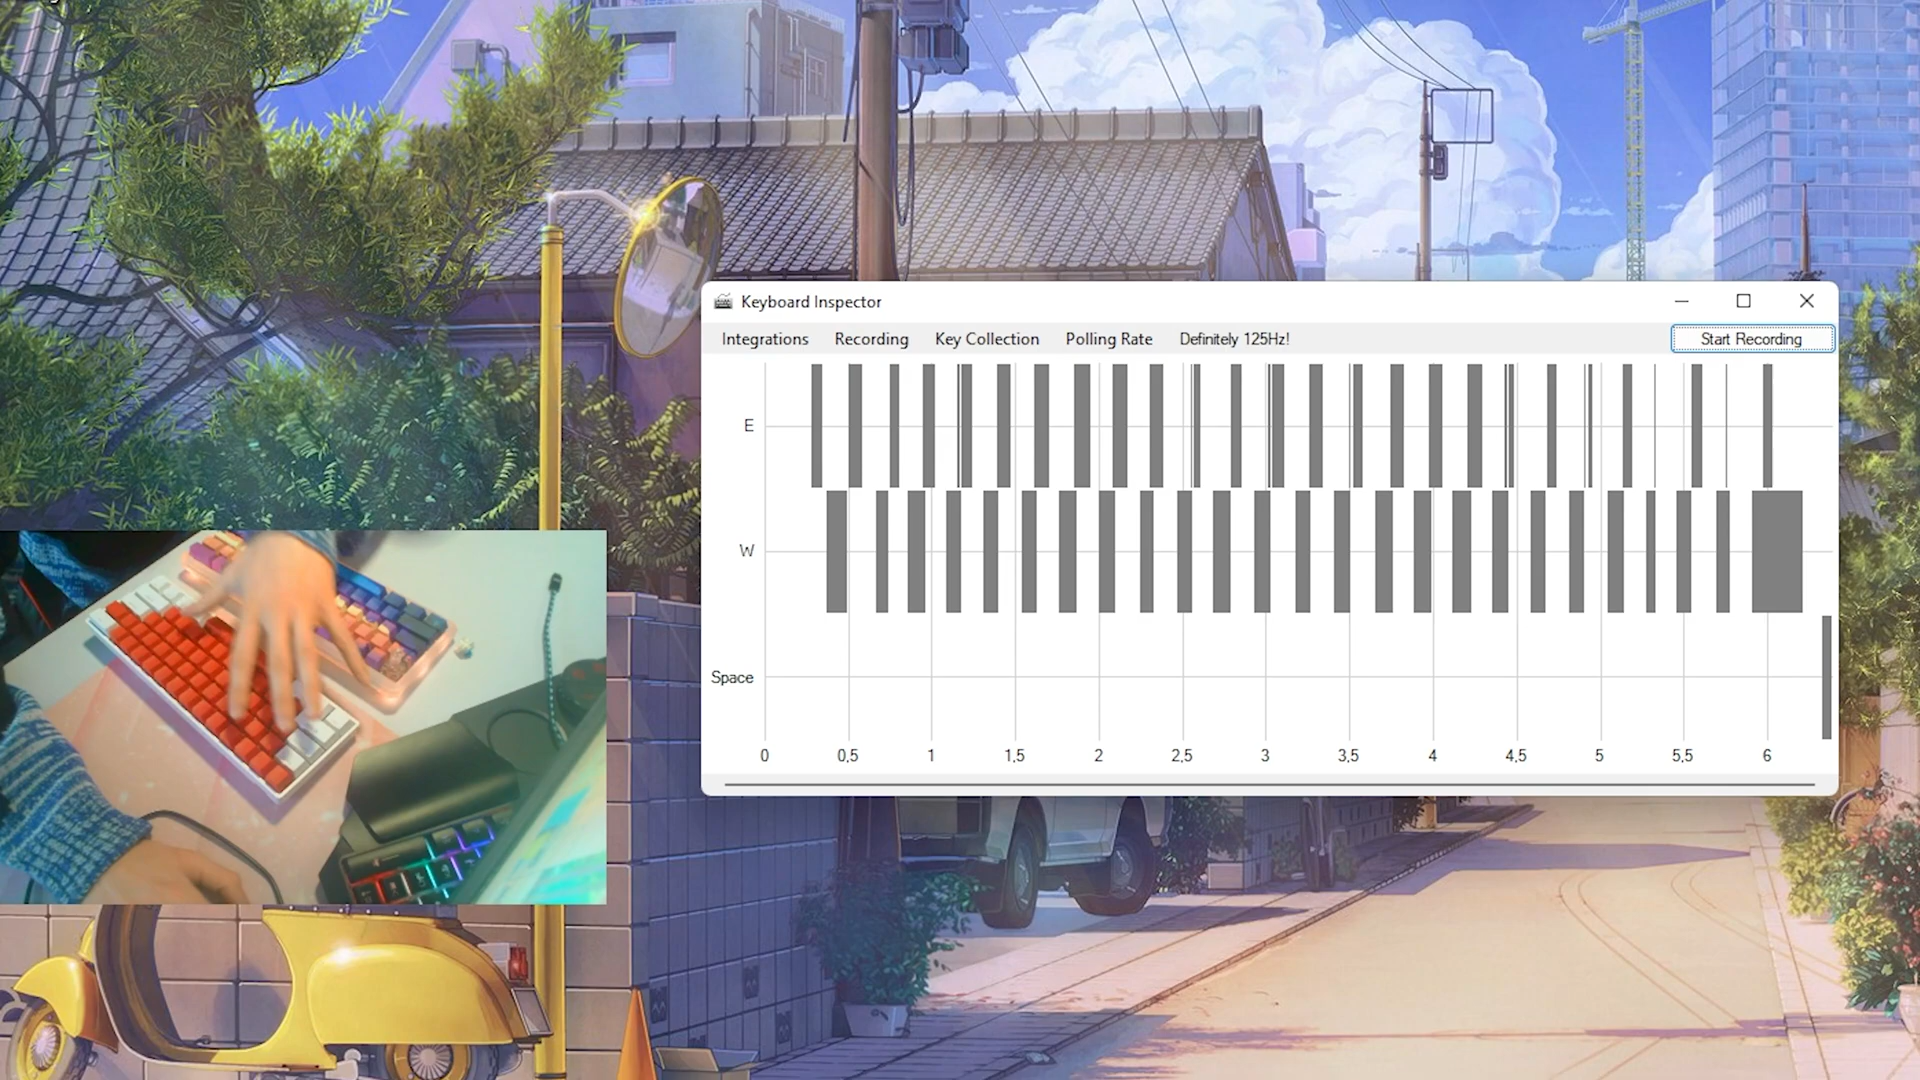 Keyboard Inspector
Integrations Recording Key Collection Polling Rate Definitely 125Hz! Start Recording
E
W
Space
0 0,5 1 1,5 2 2,5 3 3,5 4 4,5 5 5,5 6